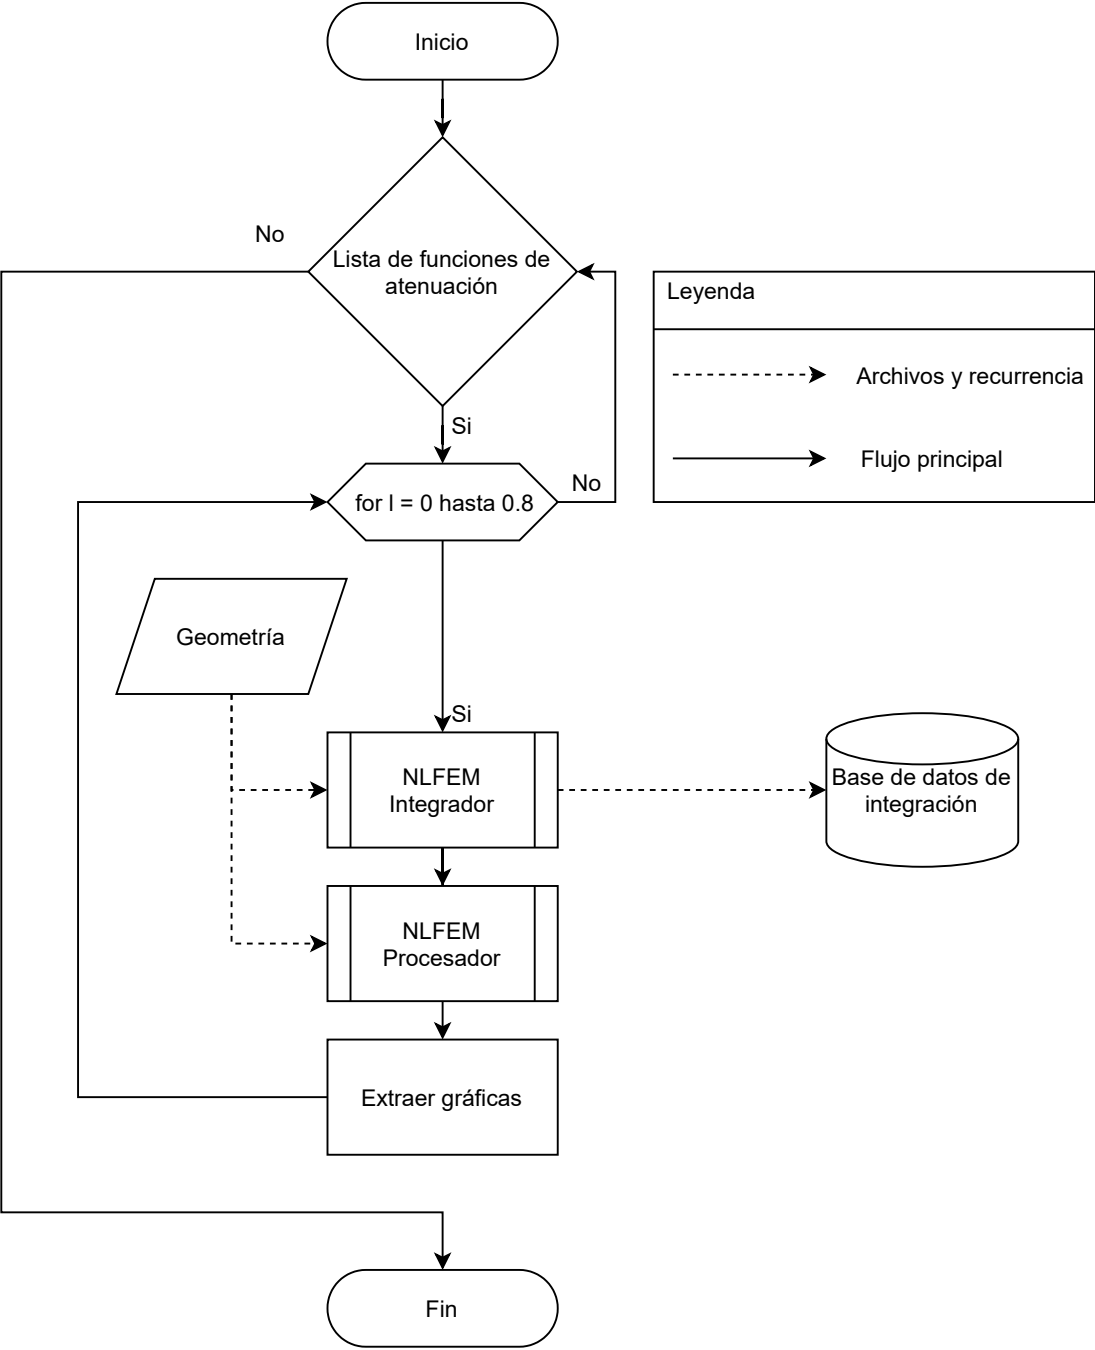 Inicio
No
Lista de funciones de
atenuación
Leyenda
Archivos y recurrencia
Si
Flujo principal
No
for l = 0 hasta 0.8
Geometría
Si
NLFEM
Integrador
Base de datos de
integración
NLFEM
Procesador
Extraer gráficas
Fin